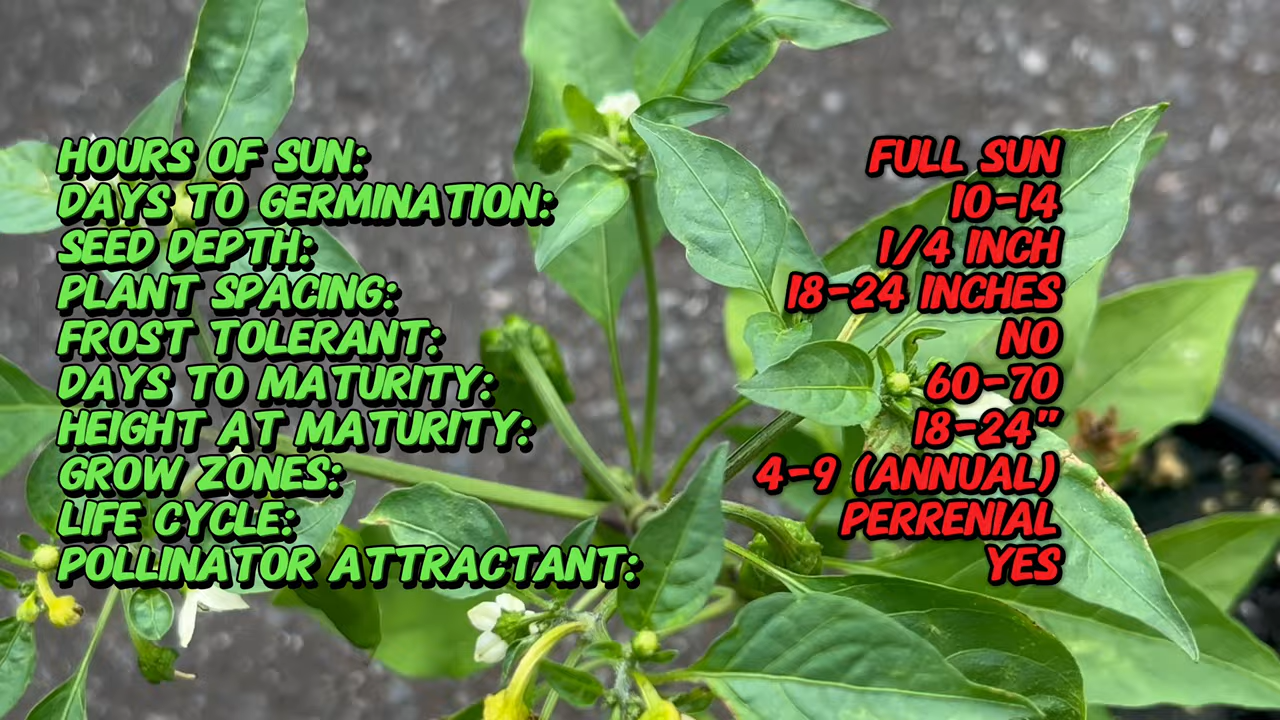 HOURS OF SUN: FULL SUN
DAYS TO GERMINATION: 10-14
SEED DEPTH: 1/4 INCH
PLANT SPACING: 18-24 INCHES
FROST TOLERANT: NO
DAYS TO MATURITY: 60-70
HEIGHT AT MATURITY: 18-24"
GROW ZONES: 4-9 (ANNUAL)
LIFE CYCLE: PERRENIAL
POLLINATOR ATTRACTANT: YES